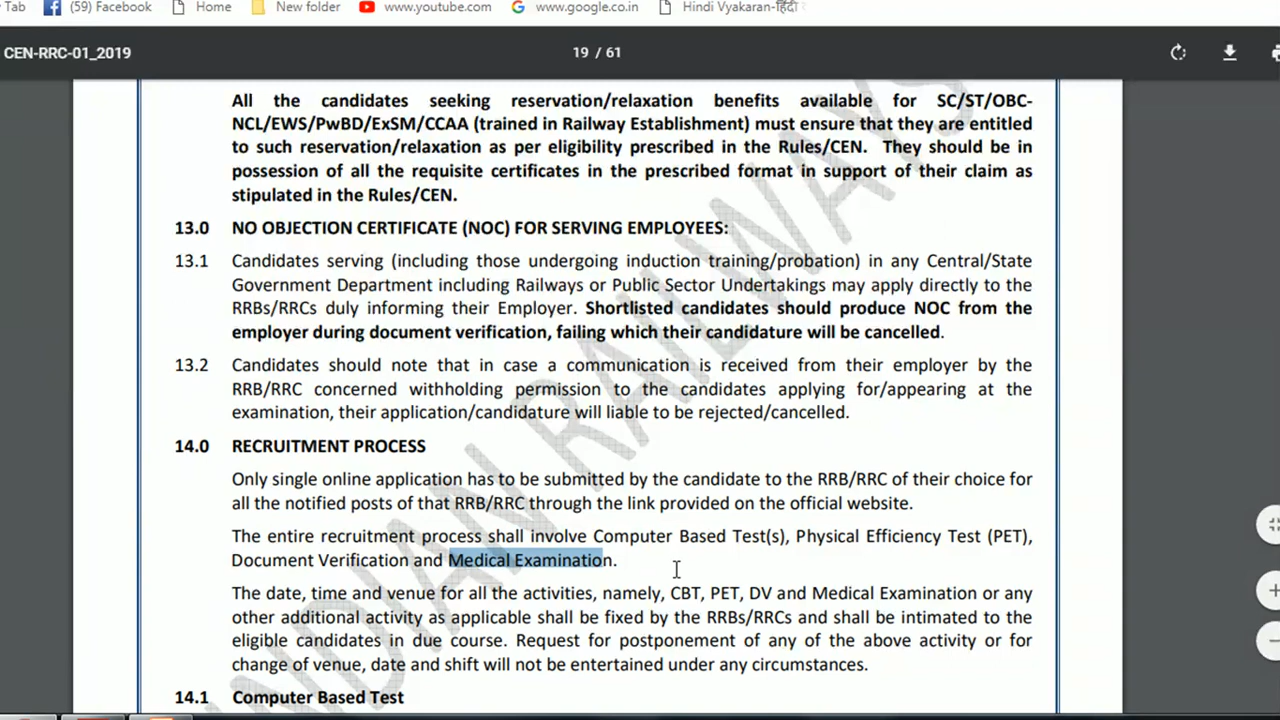 Tab (59) Facebook Home New folder www.youtube.com www.google.co.in Hindi Vyakaran-हिंदी
CEN-RRC-01_2019 19 / 61
All the candidates seeking reservation/relaxation benefits available for SC/ST/OBC-
NCL/EWS/PwBD/ExSM/CCAA (trained in Railway Establishment) must ensure that they are entitled
to such reservation/relaxation as per eligibility prescribed in the Rules/CEN. They should be in
possession of all the requisite certificates in the prescribed format in support of their claim as
stipulated in the Rules/CEN.
13.0 NO OBJECTION CERTIFICATE (NOC) FOR SERVING EMPLOYEES:
13.1 Candidates serving (including those undergoing induction training/probation) in any Central/State
Government Department including Railways or Public Sector Undertakings may apply directly to the
RRBs/RRCs duly informing their Employer. Shortlisted candidates should produce NOC from the
employer during document verification, failing which their candidature will be cancelled.
13.2 Candidates should note that in case a communication is received from their employer by the
RRB/RRC concerned withholding permission to the candidates applying for/appearing at the
examination, their application/candidature will liable to be rejected/cancelled.
14.0 RECRUITMENT PROCESS
Only single online application has to be submitted by the candidate to the RRB/RRC of their choice for
all the notified posts of that RRB/RRC through the link provided on the official website.
The entire recruitment process shall involve Computer Based Test(s), Physical Efficiency Test (PET),
Document Verification and Medical Examination.
The date, time and venue for all the activities, namely, CBT, PET, DV and Medical Examination or any
other additional activity as applicable shall be fixed by the RRBs/RRCs and shall be intimated to the
eligible candidates in due course. Request for postponement of any of the above activity or for
change of venue, date and shift will not be entertained under any circumstances.
14.1 Computer Based Test
INDIAN RAILWAYS